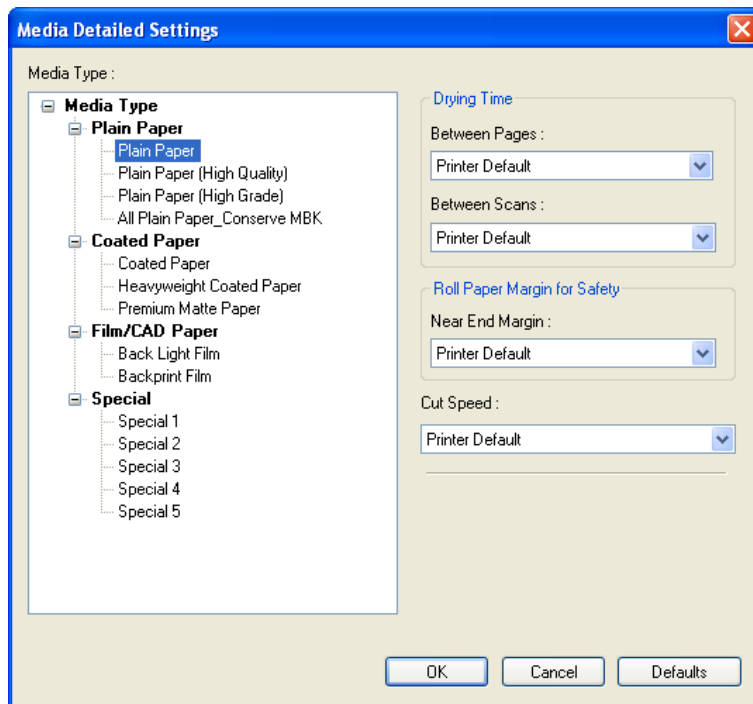 Media Detailed Settings
Media Type :
Media Type
Plain Paper
Plain Paper
Plain Paper (High Quality)
Plain Paper (High Grade)
All Plain Paper_Conserve MBK
Coated Paper
Coated Paper
Heavyweight Coated Paper
Premium Matte Paper
Film/CAD Paper
Back Light Film
Backprint Film
Special
Special 1
Special 2
Special 3
Special 4
Special 5
Drying Time
Between Pages :
Printer Default
Between Scans :
Printer Default
Roll Paper Margin for Safety
Near End Margin :
Printer Default
Cut Speed :
Printer Default
OK
Cancel
Defaults